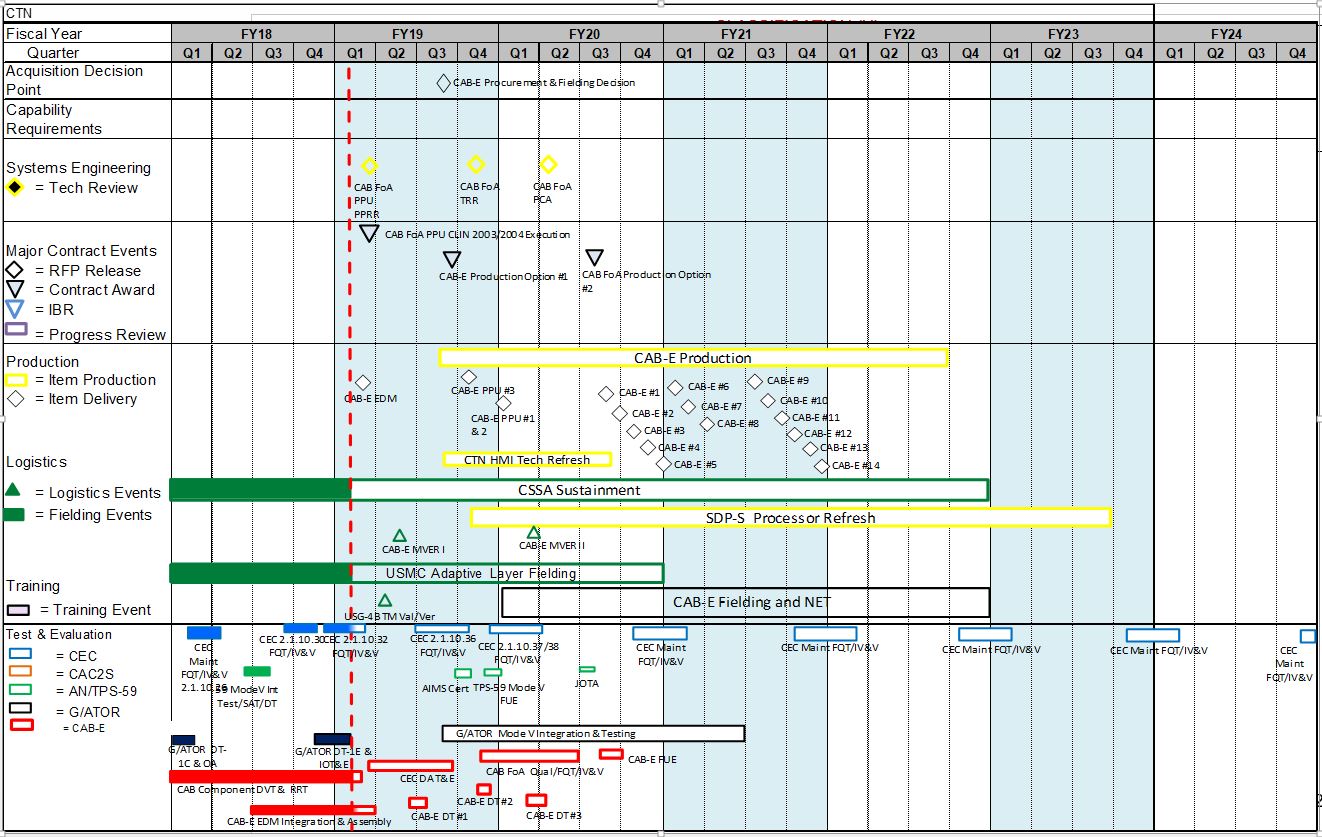 CTN
Fiscal Year FY18 FY19 FY20 FY21 FY22 FY23 FY24
Quarter Q1 Q2 Q3 Q4 Q1 Q2 Q3 Q4 Q1 Q2 Q3 Q4 Q1 Q2 Q3 Q4 Q1 Q2 Q3 Q4 Q1 Q2 Q3 Q4 Q1 Q2 Q3 Q4
Acquisition Decision
Point
CAB-E Procurement & Fielding Decision
Capability
Requirements
Systems Engineering
= Tech Review
CAB FoA
PPU
PPRR
CAB FoA
TRR
CAB FoA
PCA
Major Contract Events
= RFP Release
= Contract Award
= IBR
= Progress Review
CAB FoA PPU CLIN 2003/2004 Execution
CAB-E Production Option #1
CAB FoA Production Option
#2
Production
= Item Production
= Item Delivery
CAB-E Production
CAB-E EDM
CAB-E PPU #3
CAB-E PPU #1
& 2
CAB-E #1
CAB-E #2
CAB-E #3
CAB-E #4
CAB-E #5
CAB-E #6
CAB-E #7
CAB-E #8
CAB-E #9
CAB-E #10
CAB-E #11
CAB-E #12
CAB-E #13
CAB-E #14
CTN HMI Tech Refresh
Logistics
= Logistics Events
= Fielding Events
CSSA Sustainment
SDP-S Processor Refresh
CAB-E MVER I
CAB-E MVER II
USMC Adaptive Layer Fielding
Training
= Training Event
CAB-E Fielding and NET
USG-4B TM Val/Ver
Test & Evaluation
= CEC
= CAC2S
= AN/TPS-59
= G/ATOR
= CAB-E
CEC
Maint
FQT/IV&V
2.1.10.26
CEC 2.1.10.30
FQT/IV&V
CEC 2.1.10.32
FQT/IV&V
CEC 2.1.10.36
FQT/IV&V
CEC 2.1.10.37/38
FQT/IV&V
CEC Maint
FQT/IV&V
CEC Maint FQT/IV&V
CEC Maint FQT/IV&V
CEC Maint FQT/IV&V
CEC
Maint
FQT/IV&V
59 Mode V Int
Test/SAT/DT
AIMS Cert
TPS-59 Mode V
FUE
JOTA
G/ATOR DT-
1C & OA
G/ATOR DT-1E &
IOT&E
G/ATOR Mode V Integration & Testing
CAB Component DVT & RRT
CEC DA T&E
CAB FoA Qual/FQT/IV&V
CAB-E FUE
CAB-E EDM Integration & Assembly
CAB-E DT #1
CAB-E DT #2
CAB-E DT #3